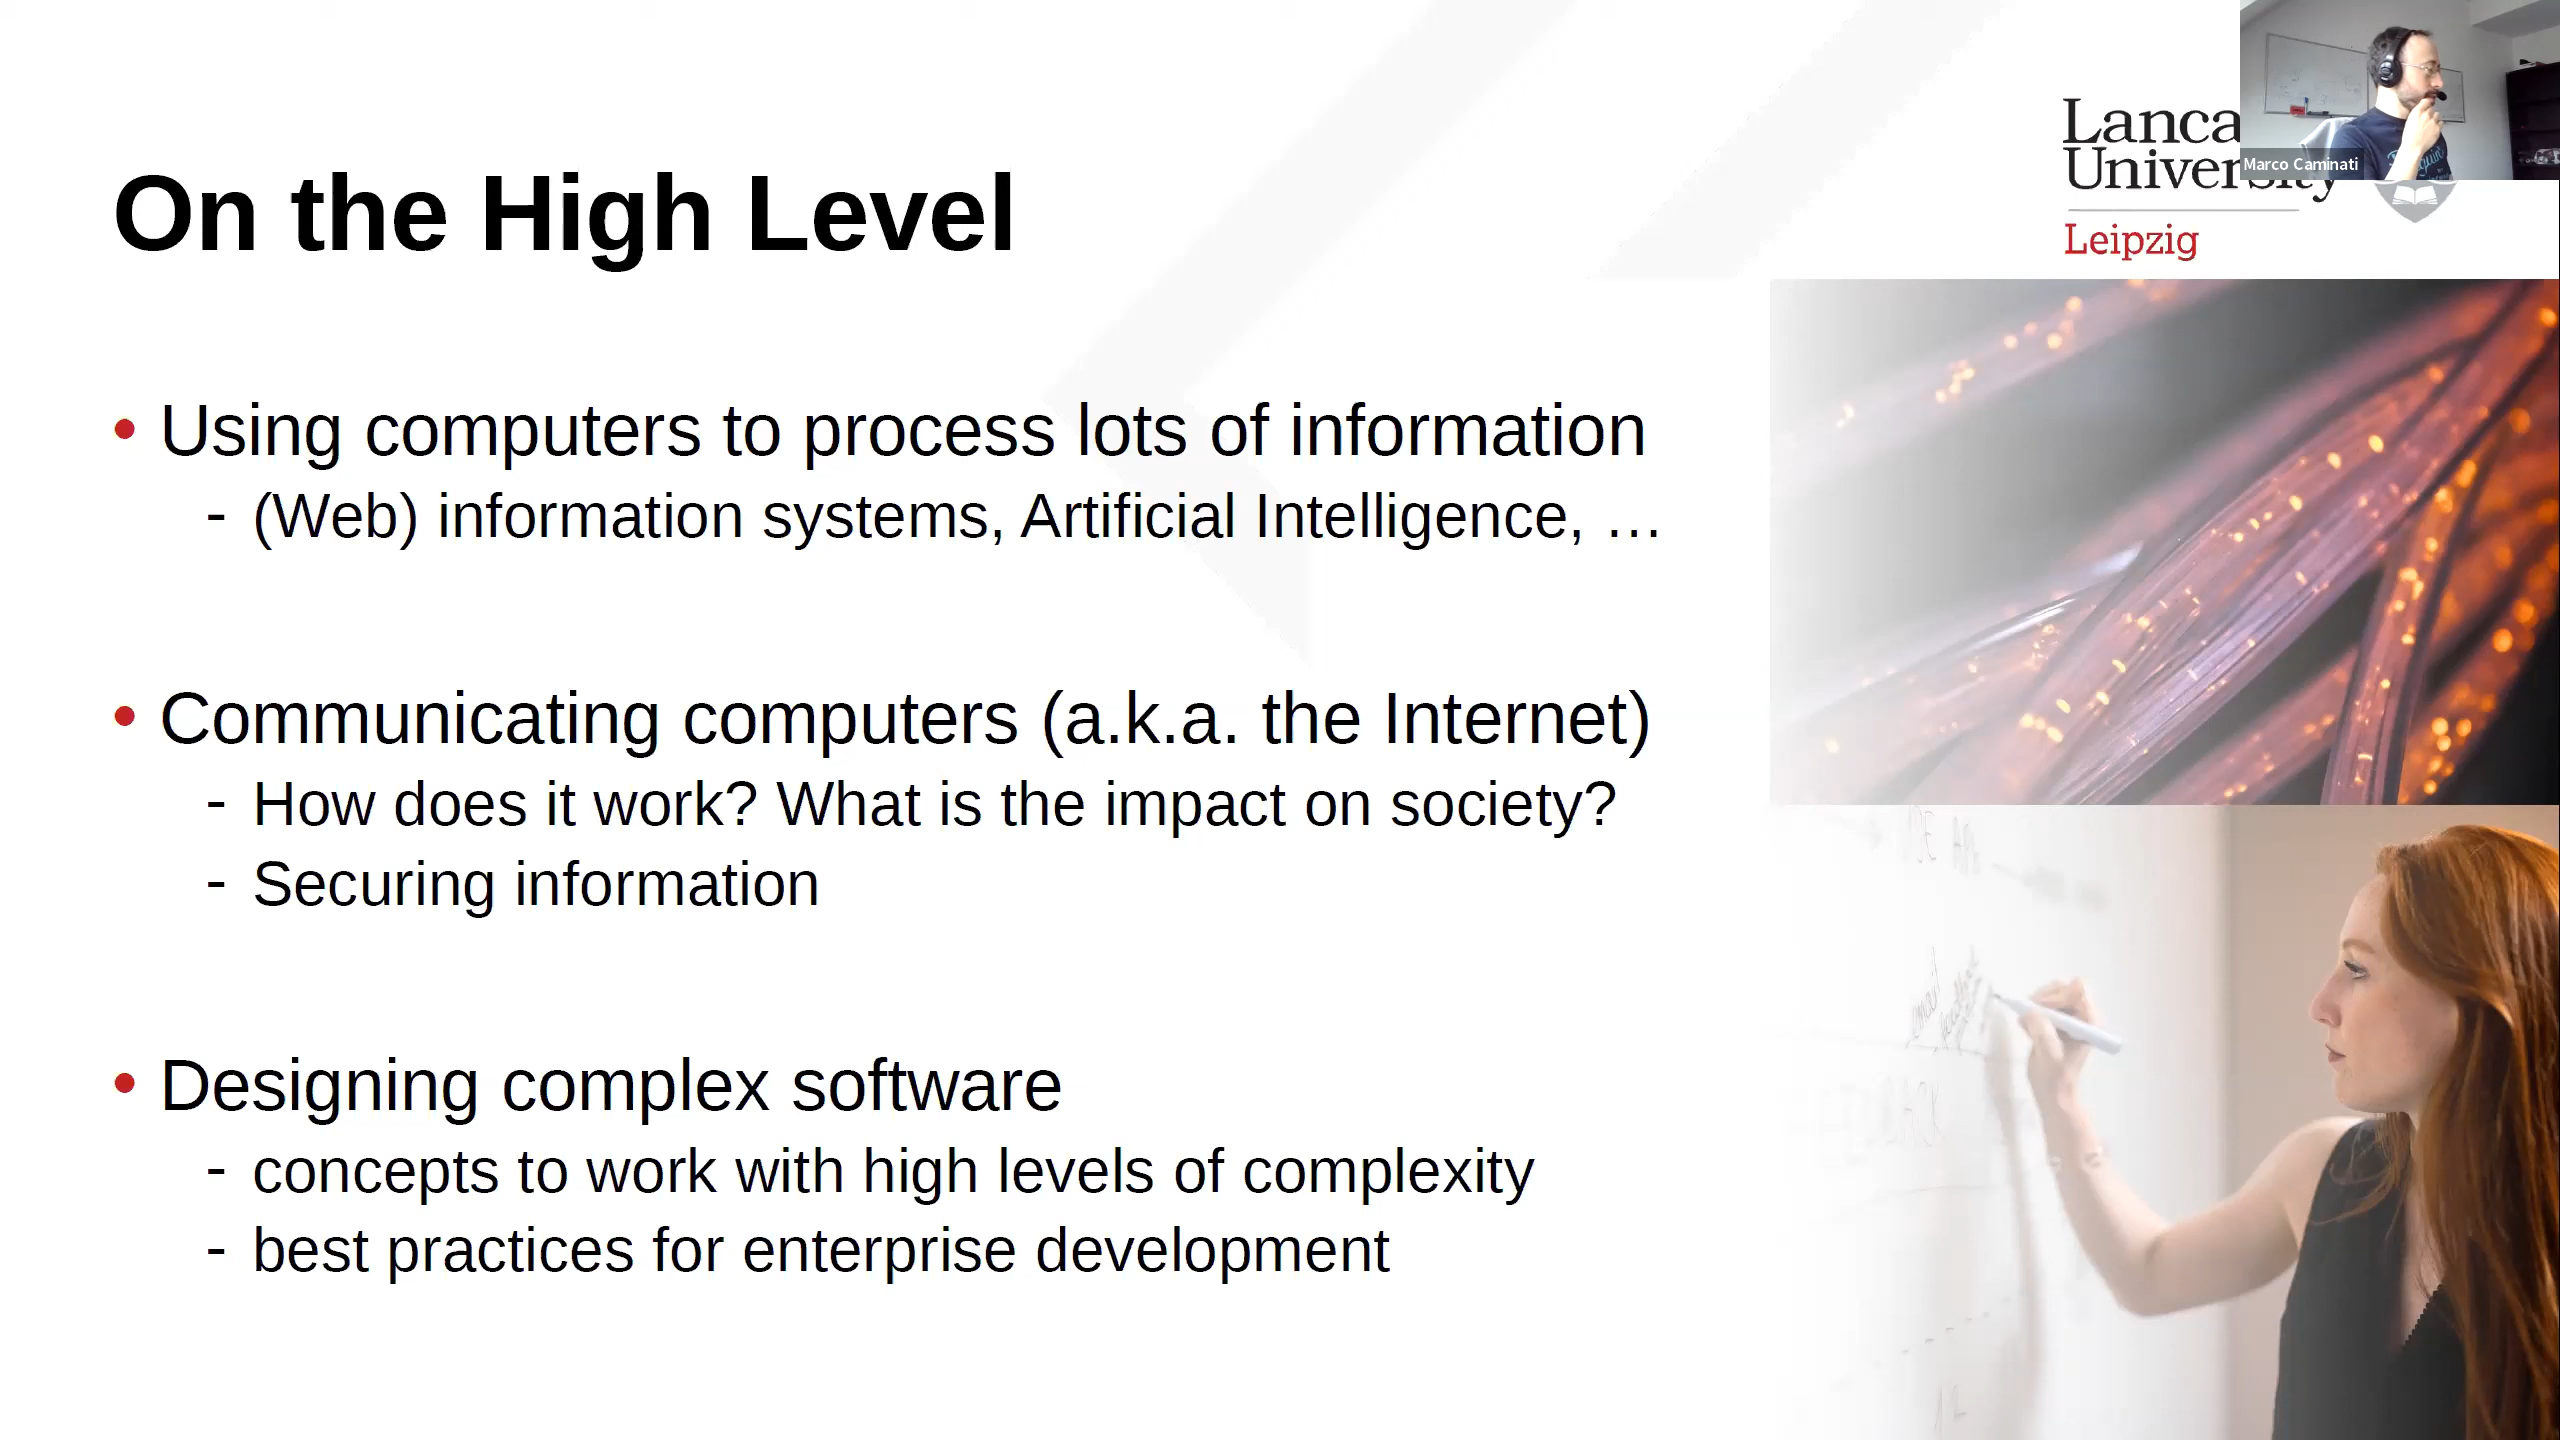 On the High Level
Lanca
University
Leipzig
Marco Caminati
• Using computers to process lots of information
- (Web) information systems, Artificial Intelligence, …
• Communicating computers (a.k.a. the Internet)
- How does it work? What is the impact on society?
- Securing information
• Designing complex software
- concepts to work with high levels of complexity
- best practices for enterprise development